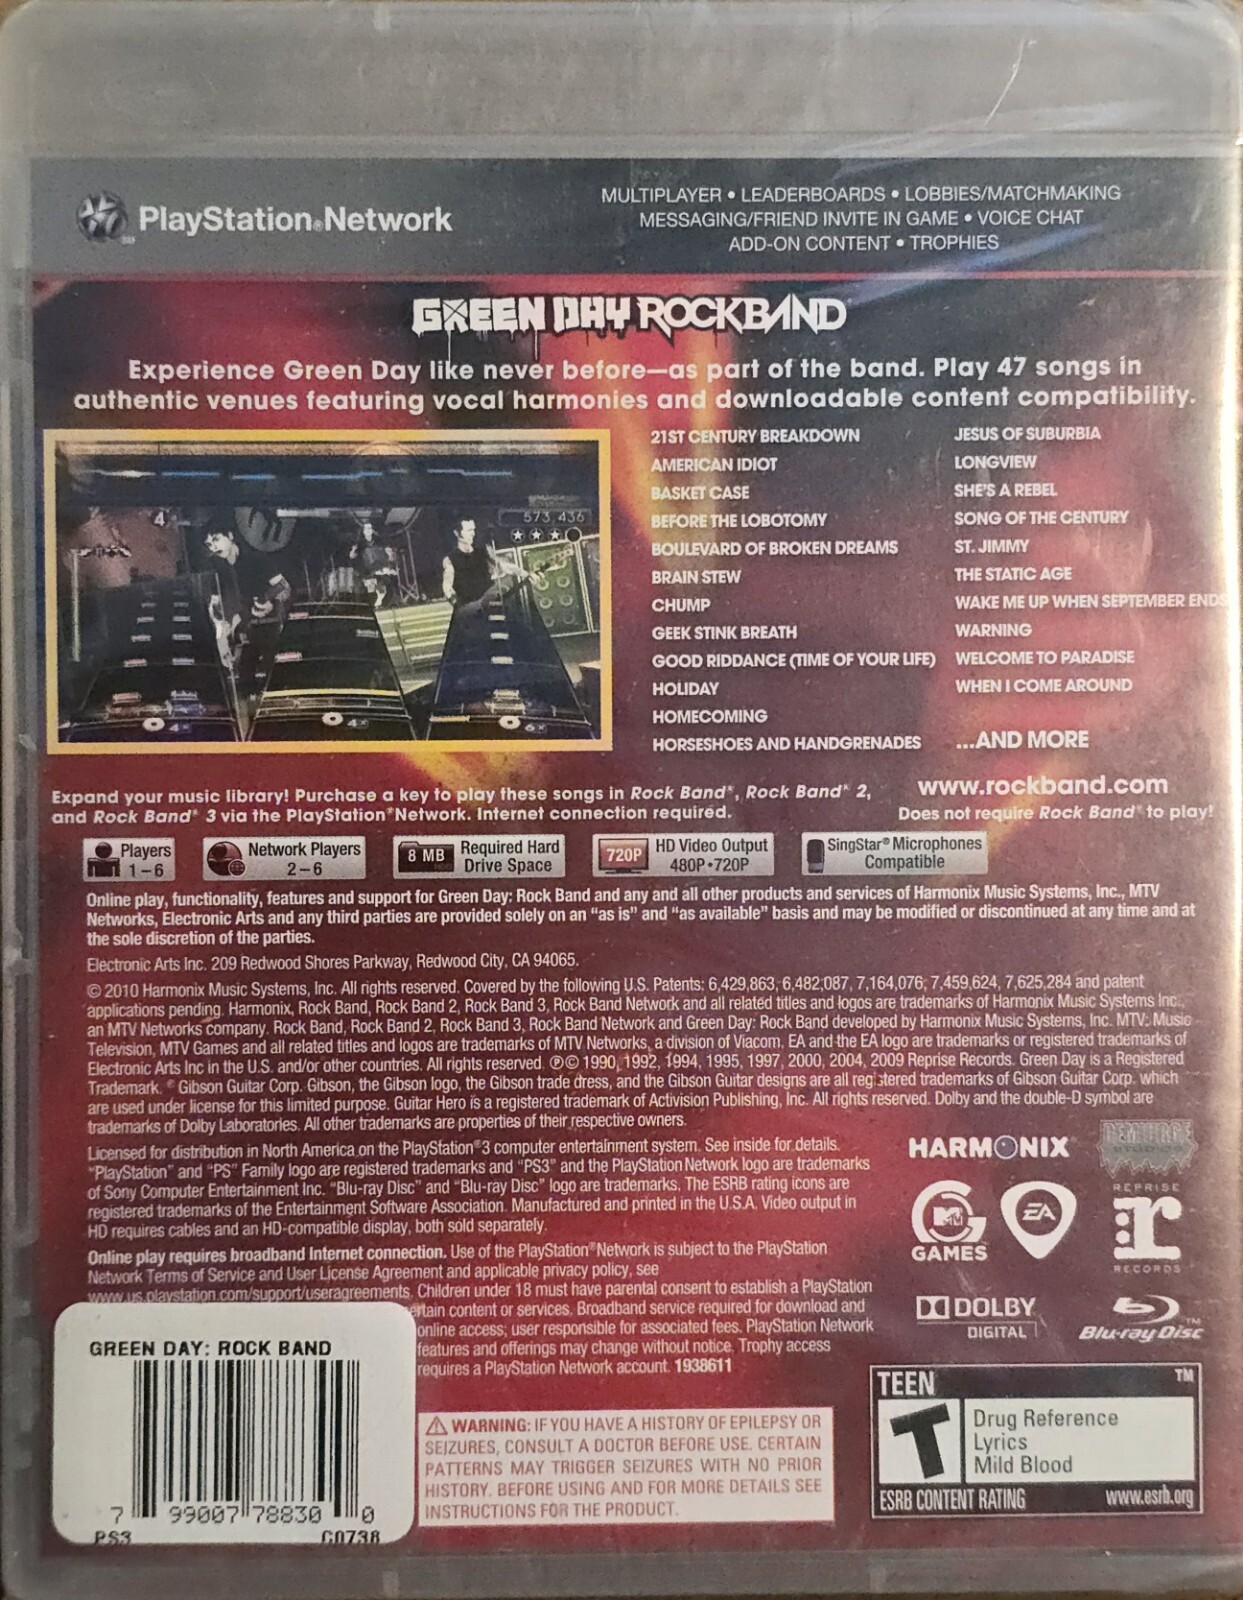 PlayStation®Network
MULTIPLAYER • LEADERBOARDS • LOBBIES/MATCHMAKING
MESSAGING/FRIEND INVITE IN GAME • VOICE CHAT
ADD-ON CONTENT • TROPHIES
GREEN DAY ROCKBAND
Experience Green Day like never before—as part of the band. Play 47 songs in
authentic venues featuring vocal harmonies and downloadable content compatibility.
4
573,436
4x
4x
6x
21ST CENTURY BREAKDOWN
AMERICAN IDIOT
BASKET CASE
BEFORE THE LOBOTOMY
BOULEVARD OF BROKEN DREAMS
BRAIN STEW
CHUMP
GEEK STINK BREATH
GOOD RIDDANCE (TIME OF YOUR LIFE)
HOLIDAY
HOMECOMING
HORSESHOES AND HANDGRENADES
JESUS OF SUBURBIA
LONGVIEW
SHE'S A REBEL
SONG OF THE CENTURY
ST. JIMMY
THE STATIC AGE
WAKE ME UP WHEN SEPTEMBER ENDS
WARNING
WELCOME TO PARADISE
WHEN I COME AROUND
...AND MORE
Expand your music library! Purchase a key to play these songs in Rock Band®, Rock Band® 2,
and Rock Band® 3 via the PlayStation®Network. Internet connection required.
www.rockband.com
Does not require Rock Band® to play!
Players
1–6
Network Players
2–6
8 MB
Required Hard
Drive Space
720P
HD Video Output
480P•720P
SingStar® Microphones
Compatible
Online play, functionality, features and support for Green Day: Rock Band and any and all other products and services of Harmonix Music Systems, Inc., MTV
Networks, Electronic Arts and any third parties are provided solely on an "as is" and "as available" basis and may be modified or discontinued at any time and at
the sole discretion of the parties.
Electronic Arts Inc. 209 Redwood Shores Parkway, Redwood City, CA 94065.
© 2010 Harmonix Music Systems, Inc. All rights reserved. Covered by the following U.S. Patents: 6,429,863, 6,482,087, 7,164,076, 7,459,624, 7,625,284 and patent
applications pending. Harmonix, Rock Band, Rock Band 2, Rock Band 3, Rock Band Network and all related titles and logos are trademarks of Harmonix Music Systems Inc.,
an MTV Networks company. Rock Band, Rock Band 2, Rock Band 3, Rock Band Network and Green Day: Rock Band developed by Harmonix Music Systems, Inc. MTV: Music
Television, MTV Games and all related titles and logos are trademarks of MTV Networks, a division of Viacom. EA and the EA logo are trademarks or registered trademarks of
Electronic Arts Inc in the U.S. and/or other countries. All rights reserved. ℗© 1990, 1992, 1994, 1995, 1997, 2000, 2004, 2009 Reprise Records. Green Day is a Registered
Trademark. ® Gibson Guitar Corp. Gibson, the Gibson logo, the Gibson trade dress, and the Gibson Guitar designs are all registered trademarks of Gibson Guitar Corp. which
are used under license for this limited purpose. Guitar Hero is a registered trademark of Activision Publishing, Inc. All rights reserved. Dolby and the double-D symbol are
trademarks of Dolby Laboratories. All other trademarks are properties of their respective owners.
Licensed for distribution in North America on the PlayStation®3 computer entertainment system. See inside for details.
"PlayStation" and "PS" Family logo are registered trademarks and "PS3" and the PlayStation Network logo are trademarks
of Sony Computer Entertainment Inc. "Blu-ray Disc" and "Blu-ray Disc" logo are trademarks. The ESRB rating icons are
registered trademarks of the Entertainment Software Association. Manufactured and printed in the U.S.A. Video output in
HD requires cables and an HD-compatible display, both sold separately.
Online play requires broadband Internet connection. Use of the PlayStation®Network is subject to the PlayStation
Network Terms of Service and User License Agreement and applicable privacy policy, see
www.us.playstation.com/support/useragreements. Children under 18 must have parental consent to establish a PlayStation
ertain content or services. Broadband service required for download and
online access; user responsible for associated fees. PlayStation Network
features and offerings may change without notice. Trophy access
requires a PlayStation Network account. 1938611
HARMONIX
DEMIURGE
STUDIOS
MTV
GAMES
EA
REPRISE
r
RECORDS
DOLBY
DIGITAL
Blu-ray Disc
GREEN DAY: ROCK BAND
7 99007 78830 0
PS3 C0738
⚠ WARNING: IF YOU HAVE A HISTORY OF EPILEPSY OR
SEIZURES, CONSULT A DOCTOR BEFORE USE. CERTAIN
PATTERNS MAY TRIGGER SEIZURES WITH NO PRIOR
HISTORY. BEFORE USING AND FOR MORE DETAILS SEE
INSTRUCTIONS FOR THE PRODUCT.
TEEN ™
T
Drug Reference
Lyrics
Mild Blood
ESRB CONTENT RATING www.esrb.org